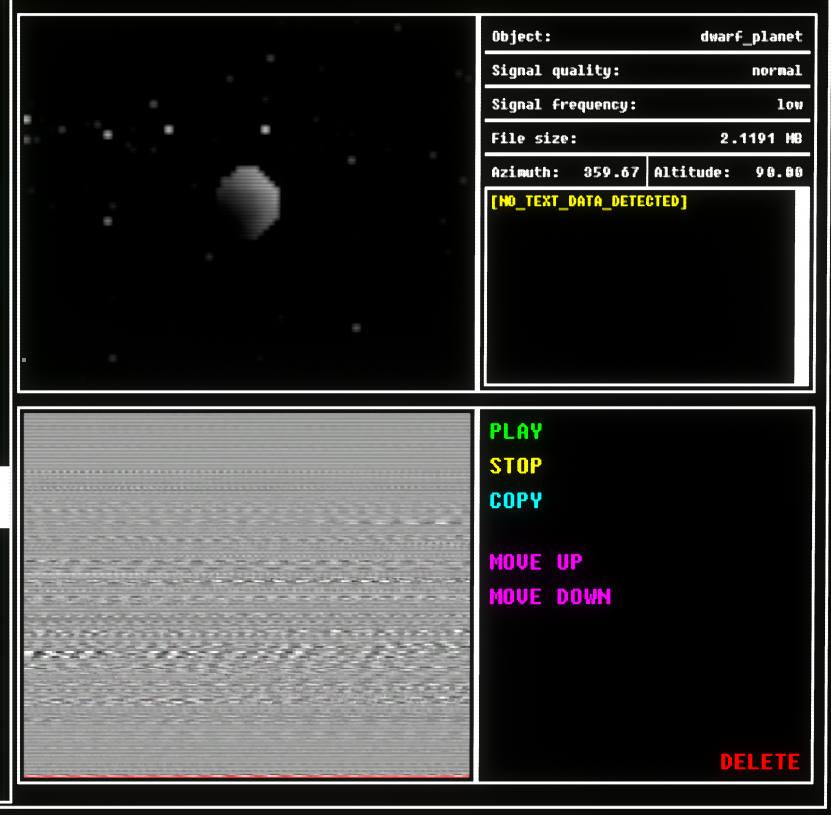 Object: dwarf_planet
Signal quality: normal
Signal frequency: low
File size: 2.1191 MB
Azimuth: 359.67 Altitude: 90.00
[NO_TEXT_DATA_DETECTED]
PLAY
STOP
COPY
MOVE UP
MOVE DOWN
DELETE